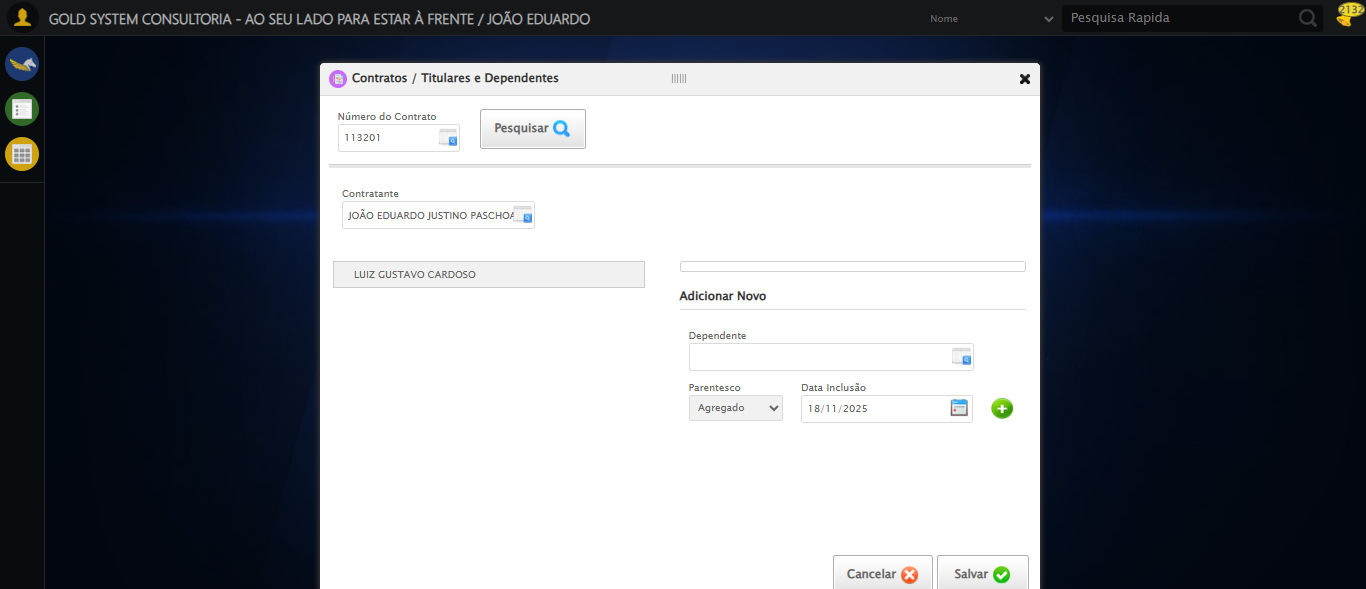 GOLD SYSTEM CONSULTORIA - AO SEU LADO PARA ESTAR À FRENTE / JOÃO EDUARDO
Nome
Pesquisa Rapida
2132
Contratos / Titulares e Dependentes
Número do Contrato
113201
Pesquisar
Contratante
JOÃO EDUARDO JUSTINO PASCHOA
LUIZ GUSTAVO CARDOSO
Adicionar Novo
Dependente
Parentesco
Data Inclusão
Agregado
18/11/2025
Cancelar
Salvar